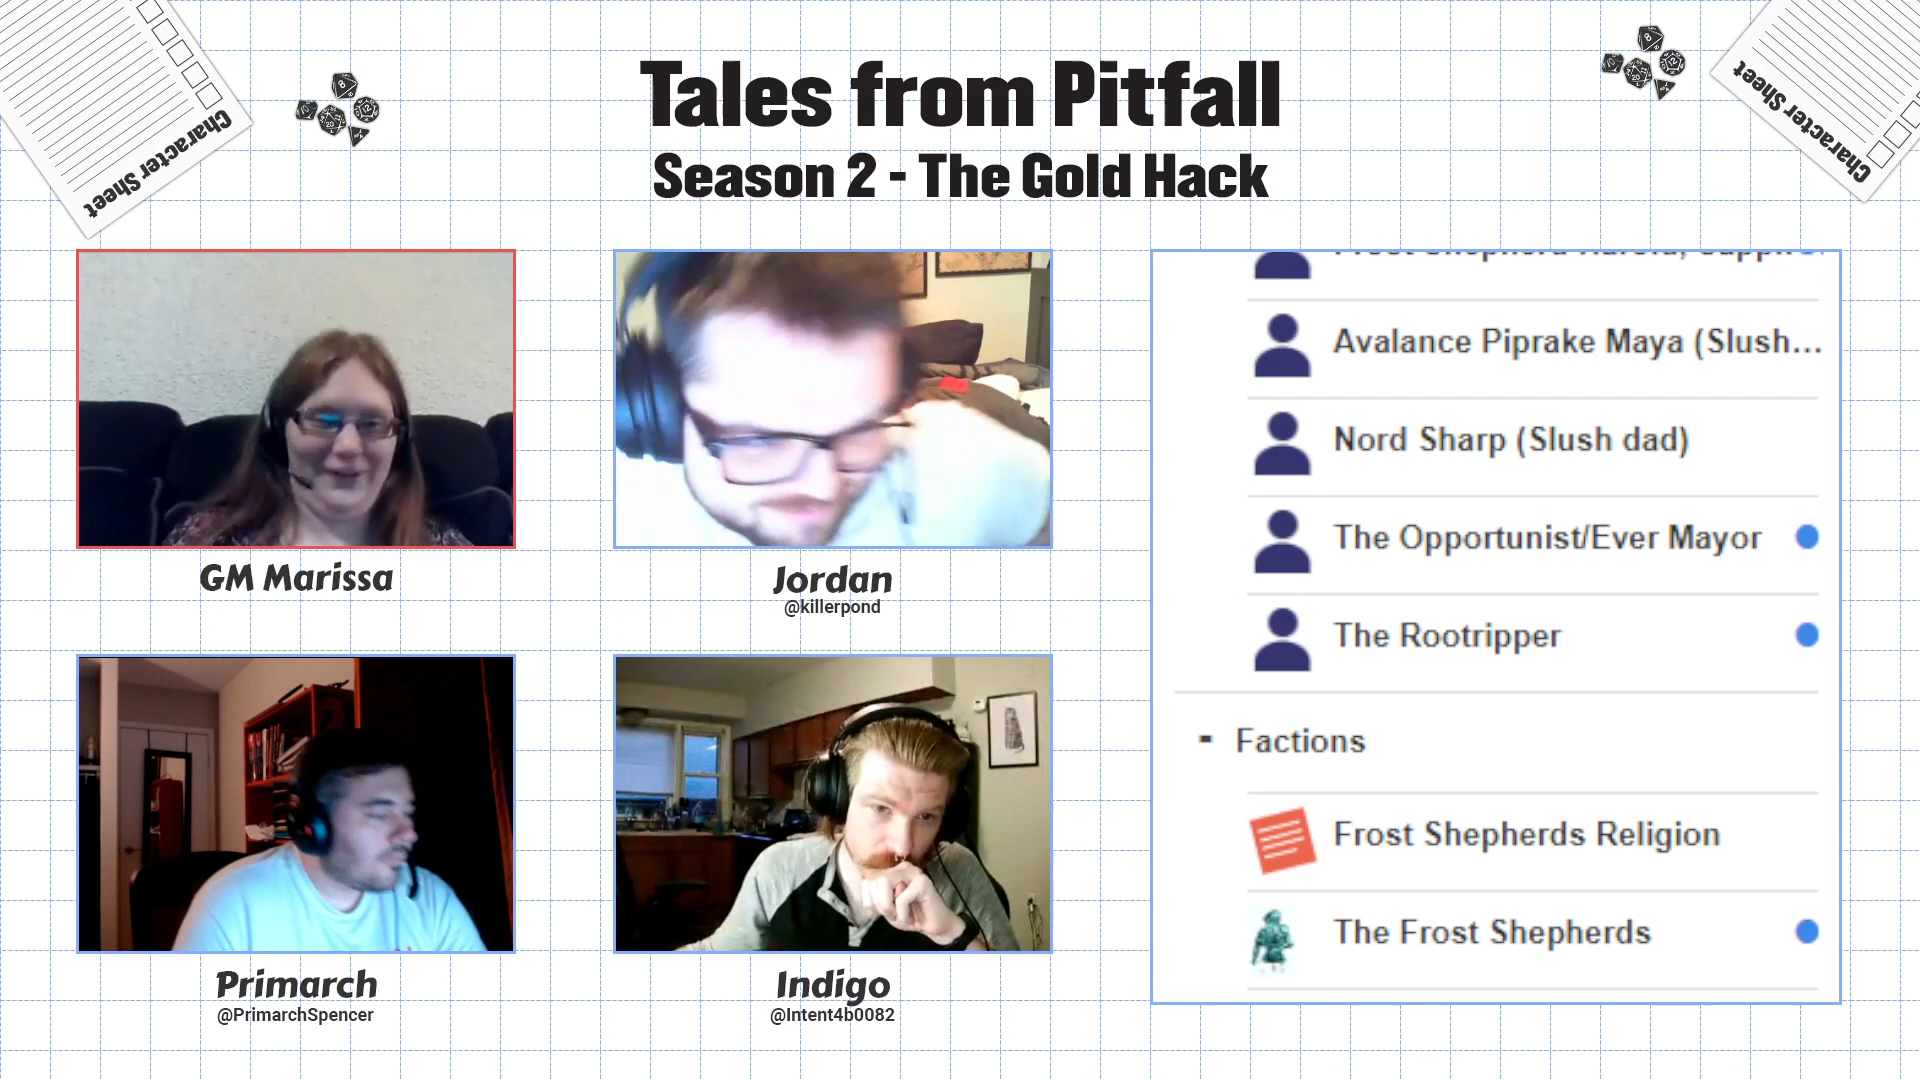 Character Sheet
Character Sheet
Tales from Pitfall
Season 2 - The Gold Hack
GM Marissa
Jordan
@killerpond
Primarch
@PrimarchSpencer
Indigo
@Intent4b0082
Avalance Piprake Maya (Slush...
Nord Sharp (Slush dad)
The Opportunist/Ever Mayor
The Rootripper
Factions
Frost Shepherds Religion
The Frost Shepherds